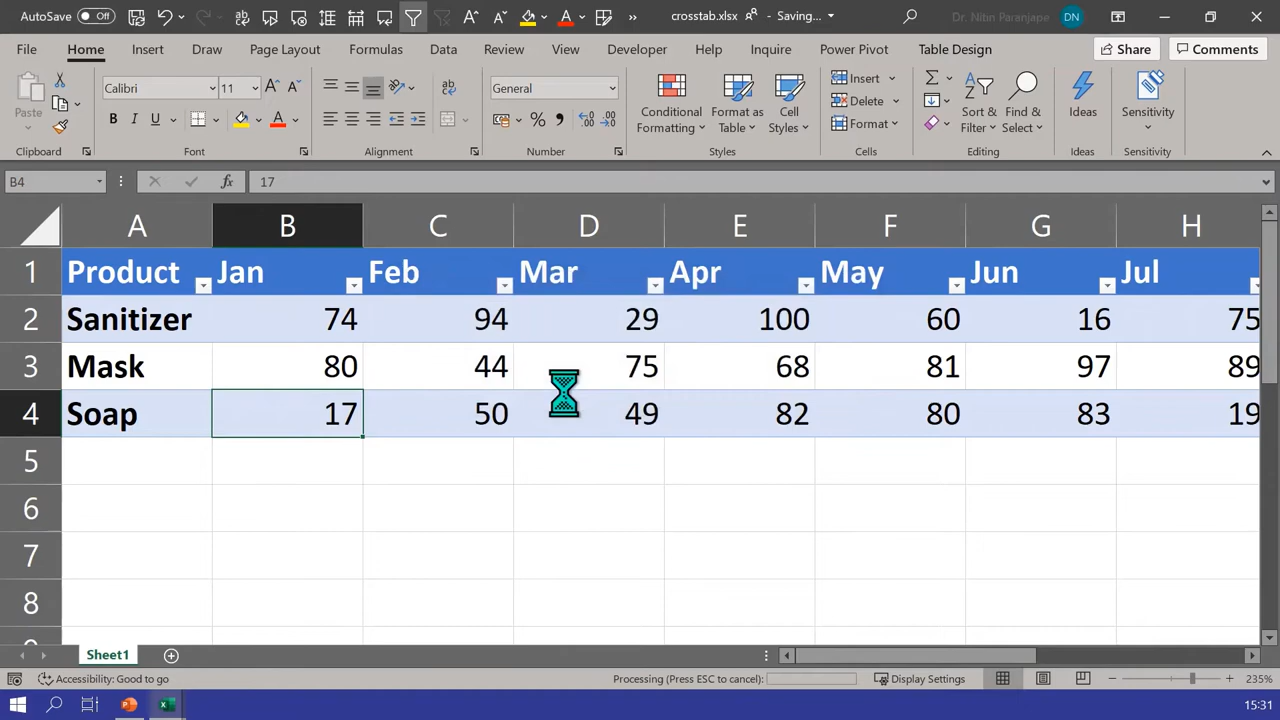 AutoSave Off crosstab.xlsx - Saving... Dr. Nitin Paranjape DN
File Home Insert Draw Page Layout Formulas Data Review View Developer Help Inquire Power Pivot Table Design Share Comments
Paste Calibri 11 General Conditional Formatting Format as Table Cell Styles Insert Delete Format Sort & Filter Find & Select Ideas Sensitivity
Clipboard Font Alignment Number Styles Cells Editing Ideas Sensitivity
B4 fx 17
A B C D E F G H
1 Product Jan Feb Mar Apr May Jun Jul
2 Sanitizer 74 94 29 100 60 16 75
3 Mask 80 44 75 68 81 97 89
4 Soap 17 50 49 82 80 83 19
5
6
7
8
Sheet1
Accessibility: Good to go Processing (Press ESC to cancel): Display Settings 235%
15:31